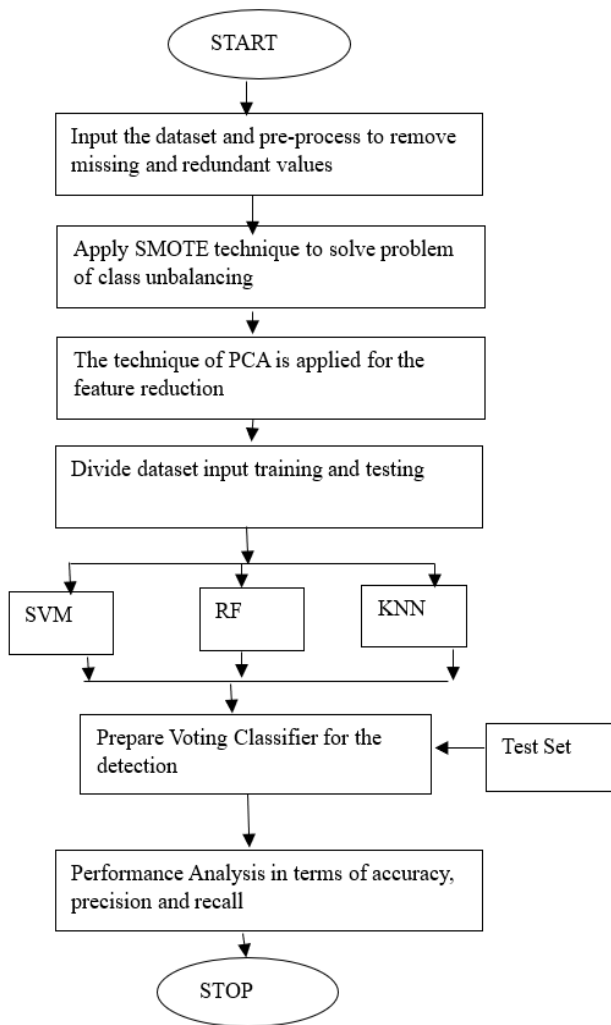 START
Input the dataset and pre-process to remove
missing and redundant values
Apply SMOTE technique to solve problem
of class unbalancing
The technique of PCA is applied for the
feature reduction
Divide dataset input training and testing
SVM
RF
KNN
Prepare Voting Classifier for the
detection
Test Set
Performance Analysis in terms of accuracy,
precision and recall
STOP